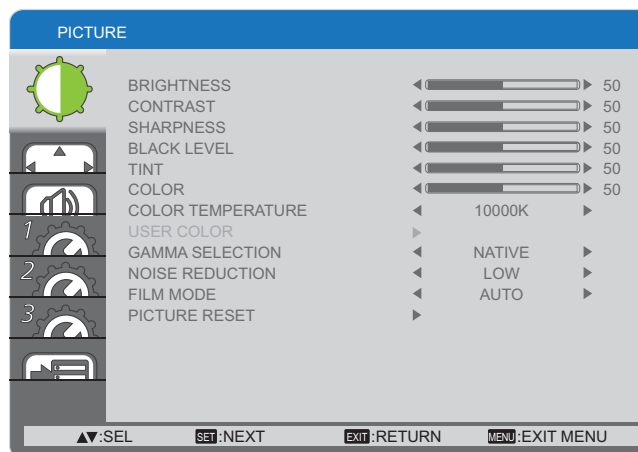 PICTURE
BRIGHTNESS 50
CONTRAST 50
SHARPNESS 50
BLACK LEVEL 50
TINT 50
COLOR 50
COLOR TEMPERATURE 10000K
USER COLOR
GAMMA SELECTION NATIVE
NOISE REDUCTION LOW
FILM MODE AUTO
PICTURE RESET
1
2
3
▲▼:SEL SET:NEXT EXIT:RETURN MENU:EXIT MENU